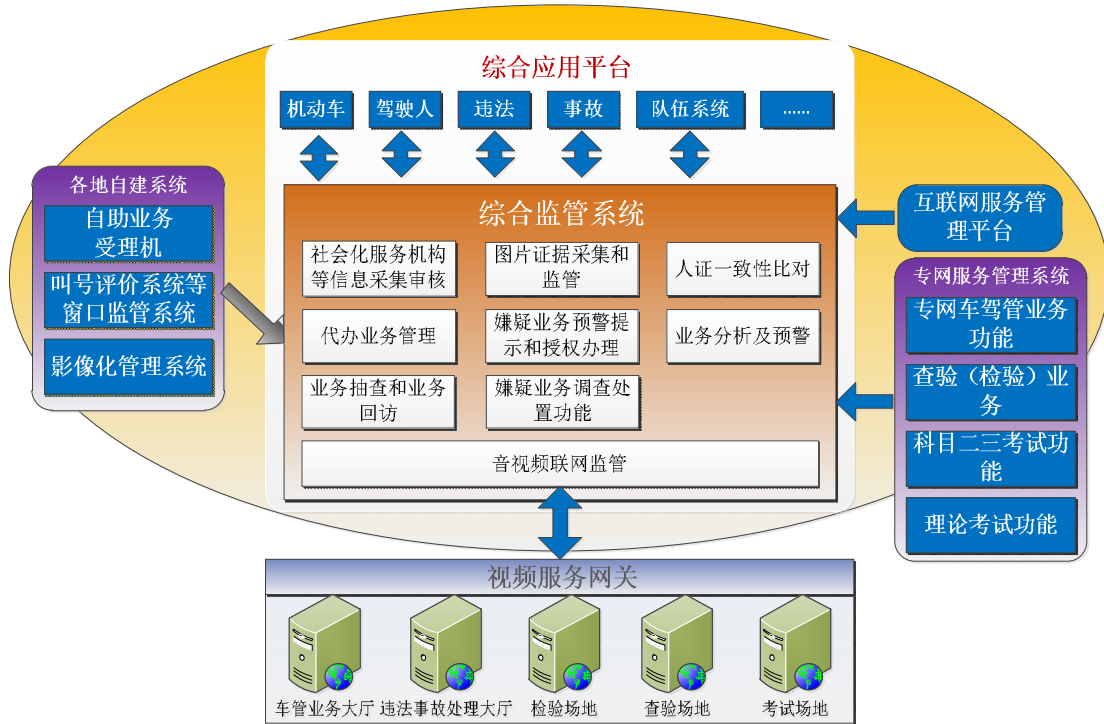 综合应用平台
机动车
驾驶人
违法
事故
队伍系统
......
各地自建系统
自助业务
受理机
叫号评价系统等
窗口监管系统
影像化管理系统
综合监管系统
社会化服务机构
等信息采集审核
图片证据采集和
监管
人证一致性比对
代办业务管理
嫌疑业务预警提
示和授权办理
业务分析及预警
业务抽查和业务
回访
嫌疑业务调查处
置功能
音视频联网监管
互联网服务管
理平台
专网服务管理系统
专网车驾管业务
功能
查验（检验）业
务
科目二三考试功
能
理论考试功能
视频服务网关
车管业务大厅
违法事故处理大厅
检验场地
查验场地
考试场地